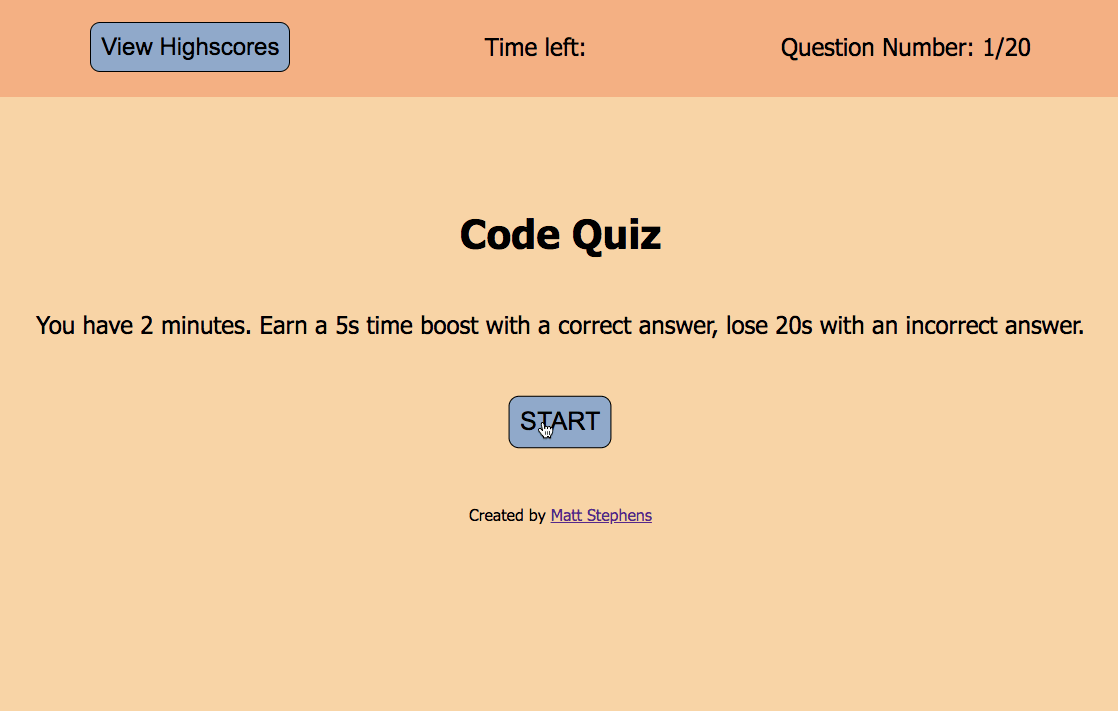 View Highscores
Time left:
Question Number: 1/20
Code Quiz
You have 2 minutes. Earn a 5s time boost with a correct answer, lose 20s with an incorrect answer.
START
Created by Matt Stephens